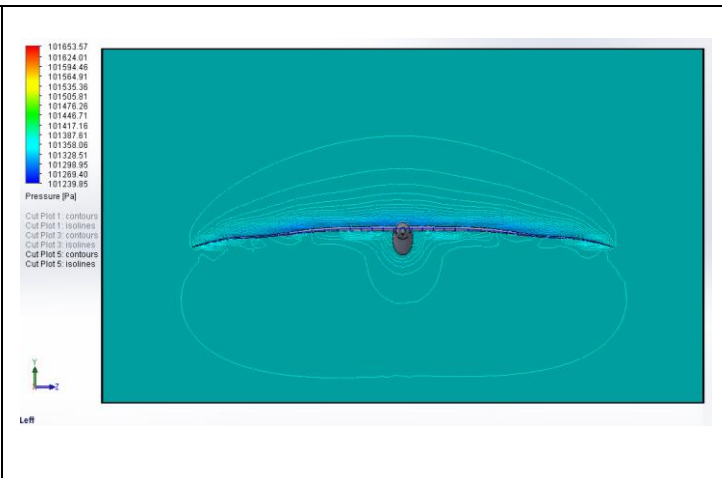 101653.57
101624.01
101594.46
101564.91
101535.36
101505.81
101476.26
101446.71
101417.16
101387.61
101358.06
101328.51
101298.95
101269.40
101239.85
Pressure [Pa]
Cut Plot 1: contours
Cut Plot 1: isolines
Cut Plot 3: contours
Cut Plot 3: isolines
Cut Plot 5: contours
Cut Plot 5: isolines
Y
Z
Left